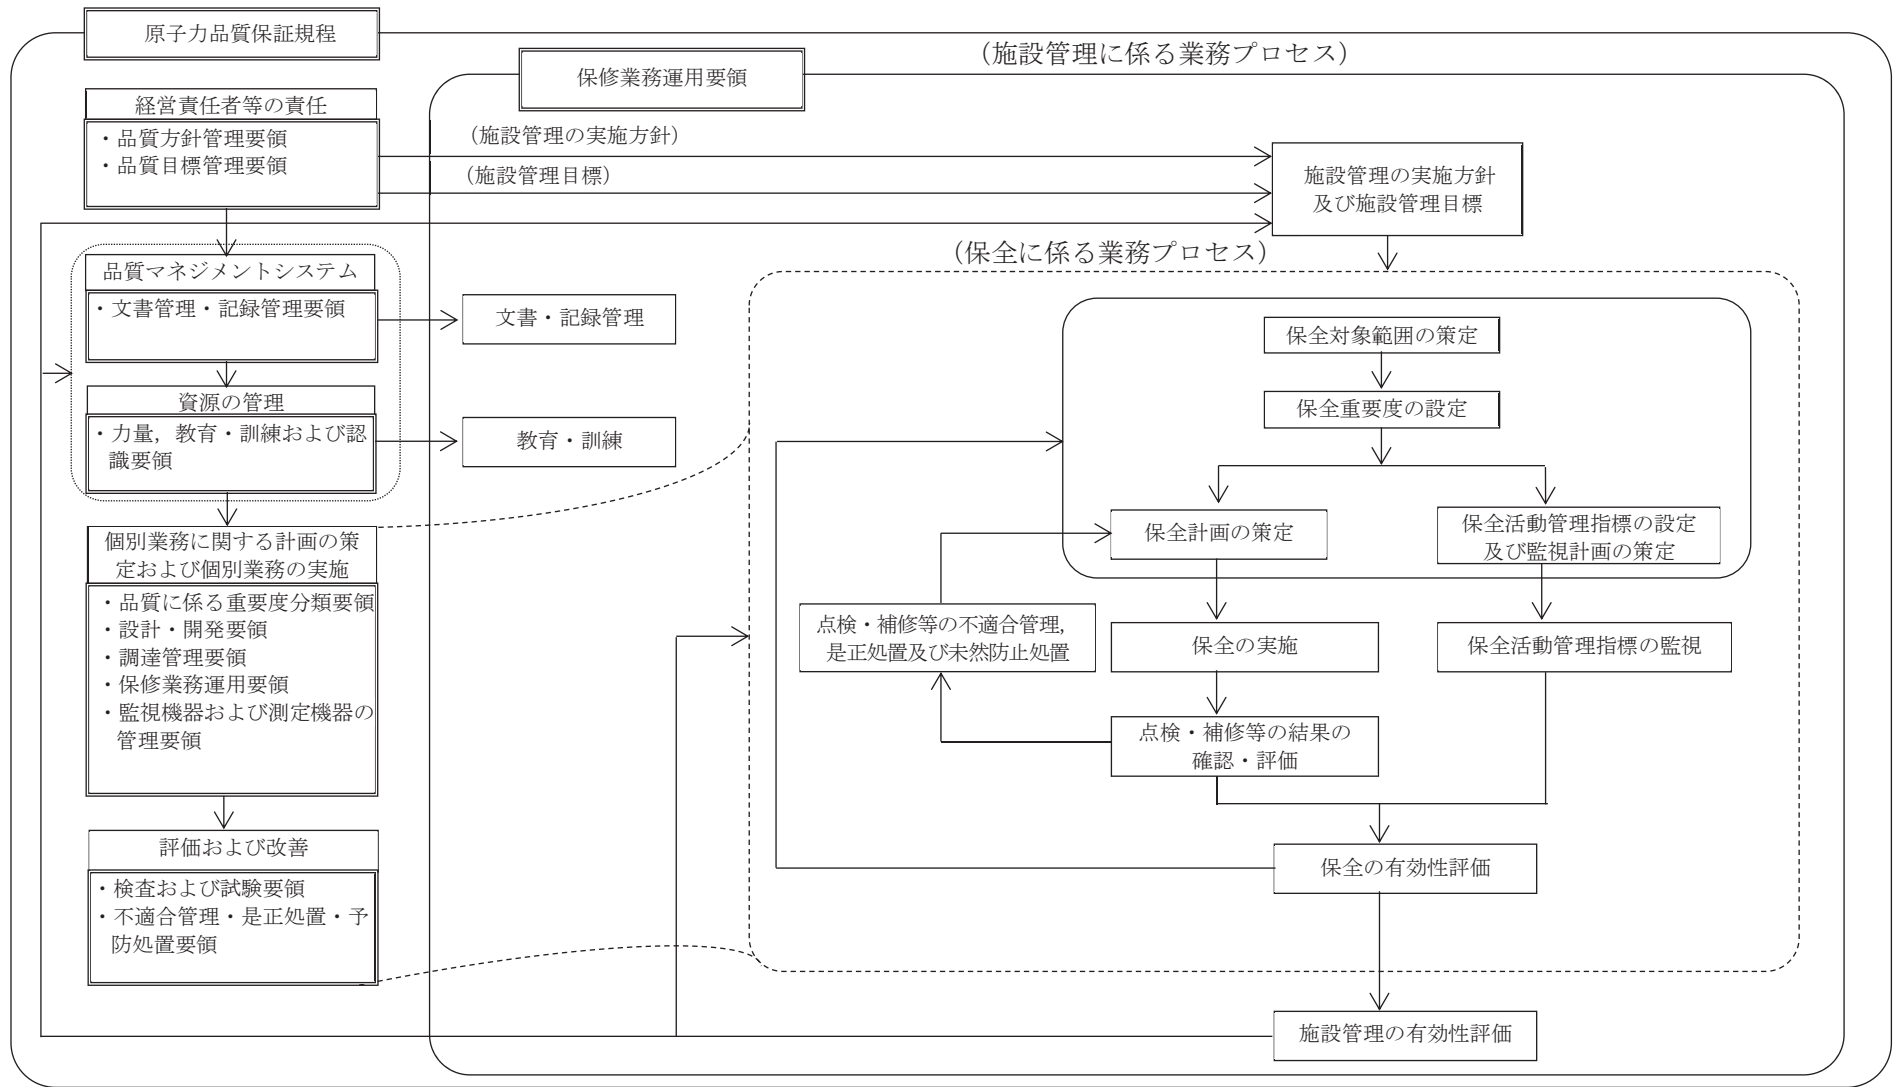 原子力品質保証規程
(施設管理に係る業務プロセス)
保修業務運用要領
経営責任者等の責任
・品質方針管理要領
・品質目標管理要領
(施設管理の実施方針)
(施設管理目標)
施設管理の実施方針
及び施設管理目標
(保全に係る業務プロセス)
品質マネジメントシステム
・文書管理・記録管理要領
文書・記録管理
資源の管理
・力量，教育・訓練および認
識要領
教育・訓練
個別業務に関する計画の策
定および個別業務の実施
・品質に係る重要度分類要領
・設計・開発要領
・調達管理要領
・保修業務運用要領
・監視機器および測定機器の
管理要領
評価および改善
・検査および試験要領
・不適合管理・是正処置・予
防処置要領
保全対象範囲の策定
保全重要度の設定
保全計画の策定
保全活動管理指標の設定
及び監視計画の策定
点検・補修等の不適合管理，
是正処置及び未然防止処置
保全の実施
保全活動管理指標の監視
点検・補修等の結果の
確認・評価
保全の有効性評価
施設管理の有効性評価